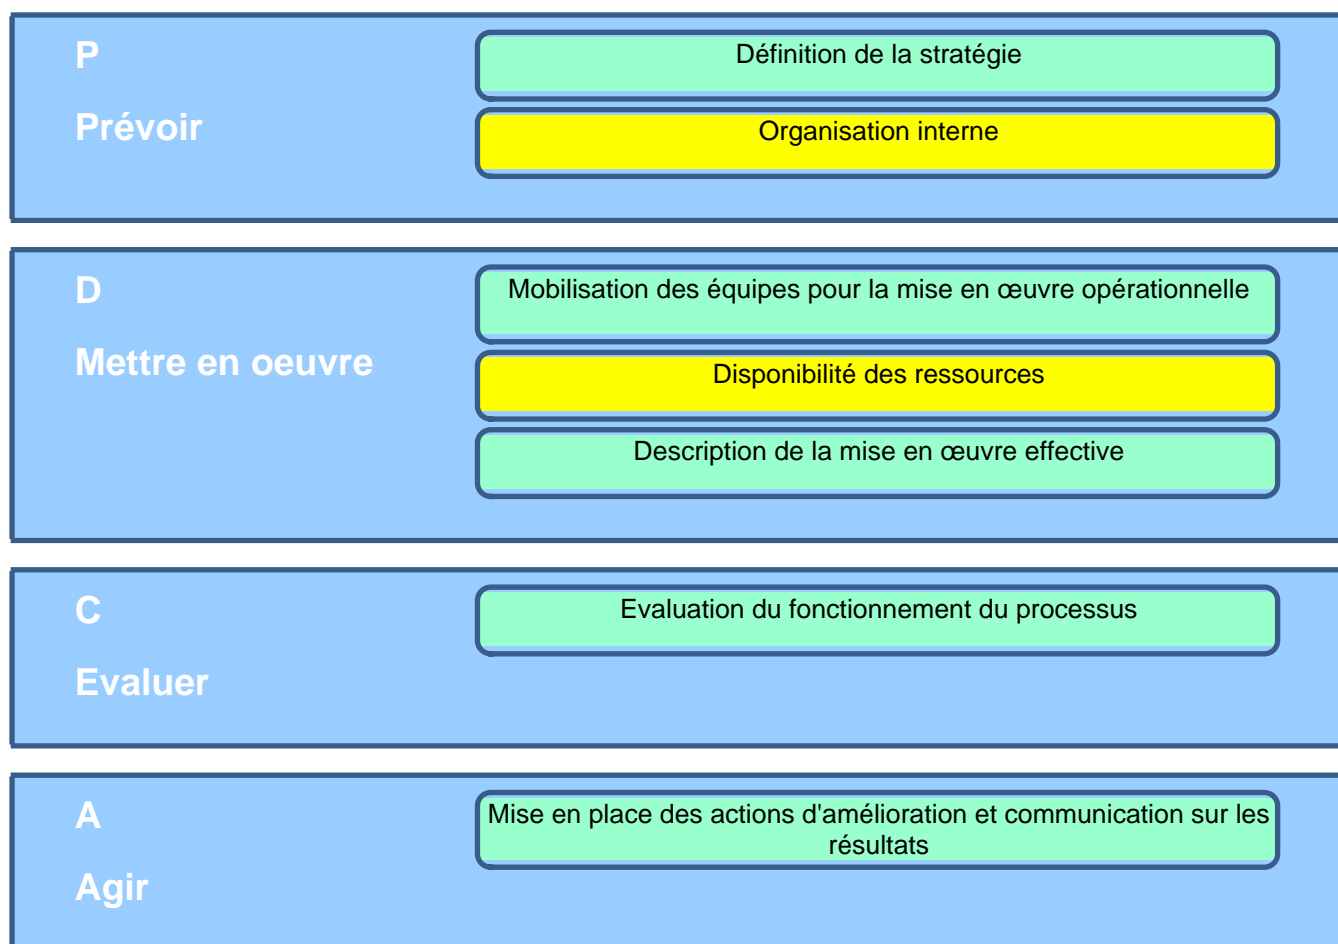 P
Définition de la stratégie
Prévoir
Organisation interne
D
Mobilisation des équipes pour la mise en œuvre opérationnelle
Mettre en oeuvre
Disponibilité des ressources
Description de la mise en œuvre effective
C
Evaluation du fonctionnement du processus
Evaluer
A
Mise en place des actions d'amélioration et communication sur les
résultats
Agir